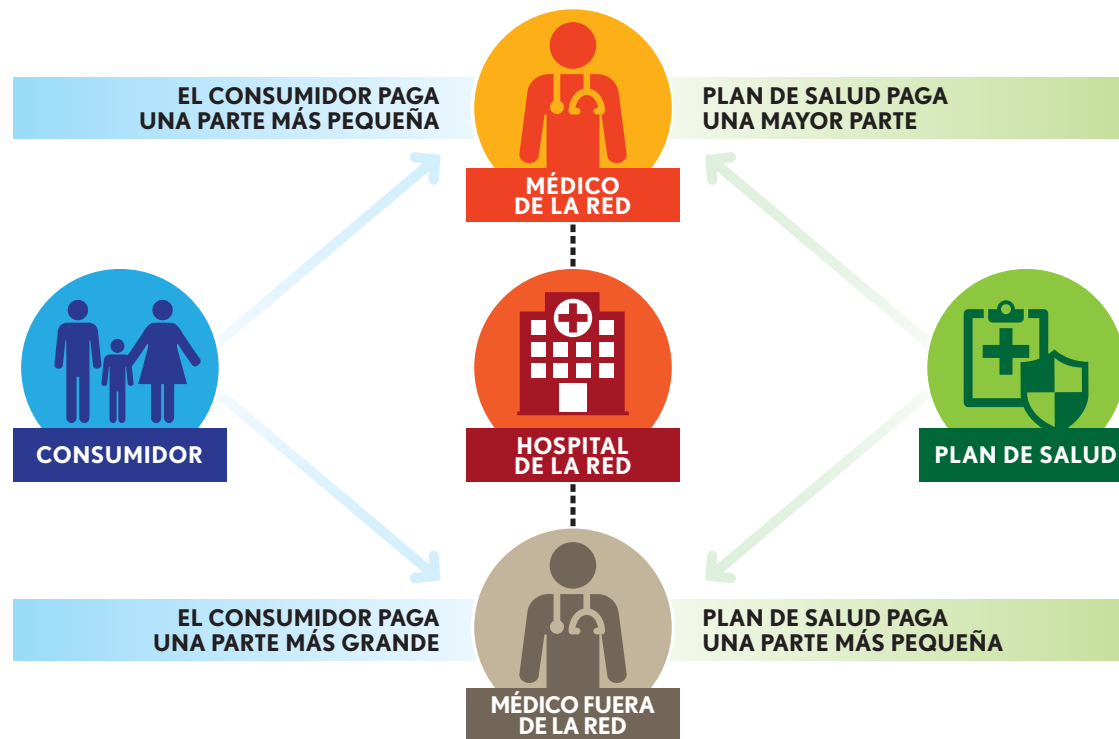 EL CONSUMIDOR PAGA
UNA PARTE MÁS PEQUEÑA
PLAN DE SALUD PAGA
UNA MAYOR PARTE
MÉDICO
DE LA RED
CONSUMIDOR
HOSPITAL
DE LA RED
PLAN DE SALUD
EL CONSUMIDOR PAGA
UNA PARTE MÁS GRANDE
PLAN DE SALUD PAGA
UNA PARTE MÁS PEQUEÑA
MÉDICO FUERA
DE LA RED